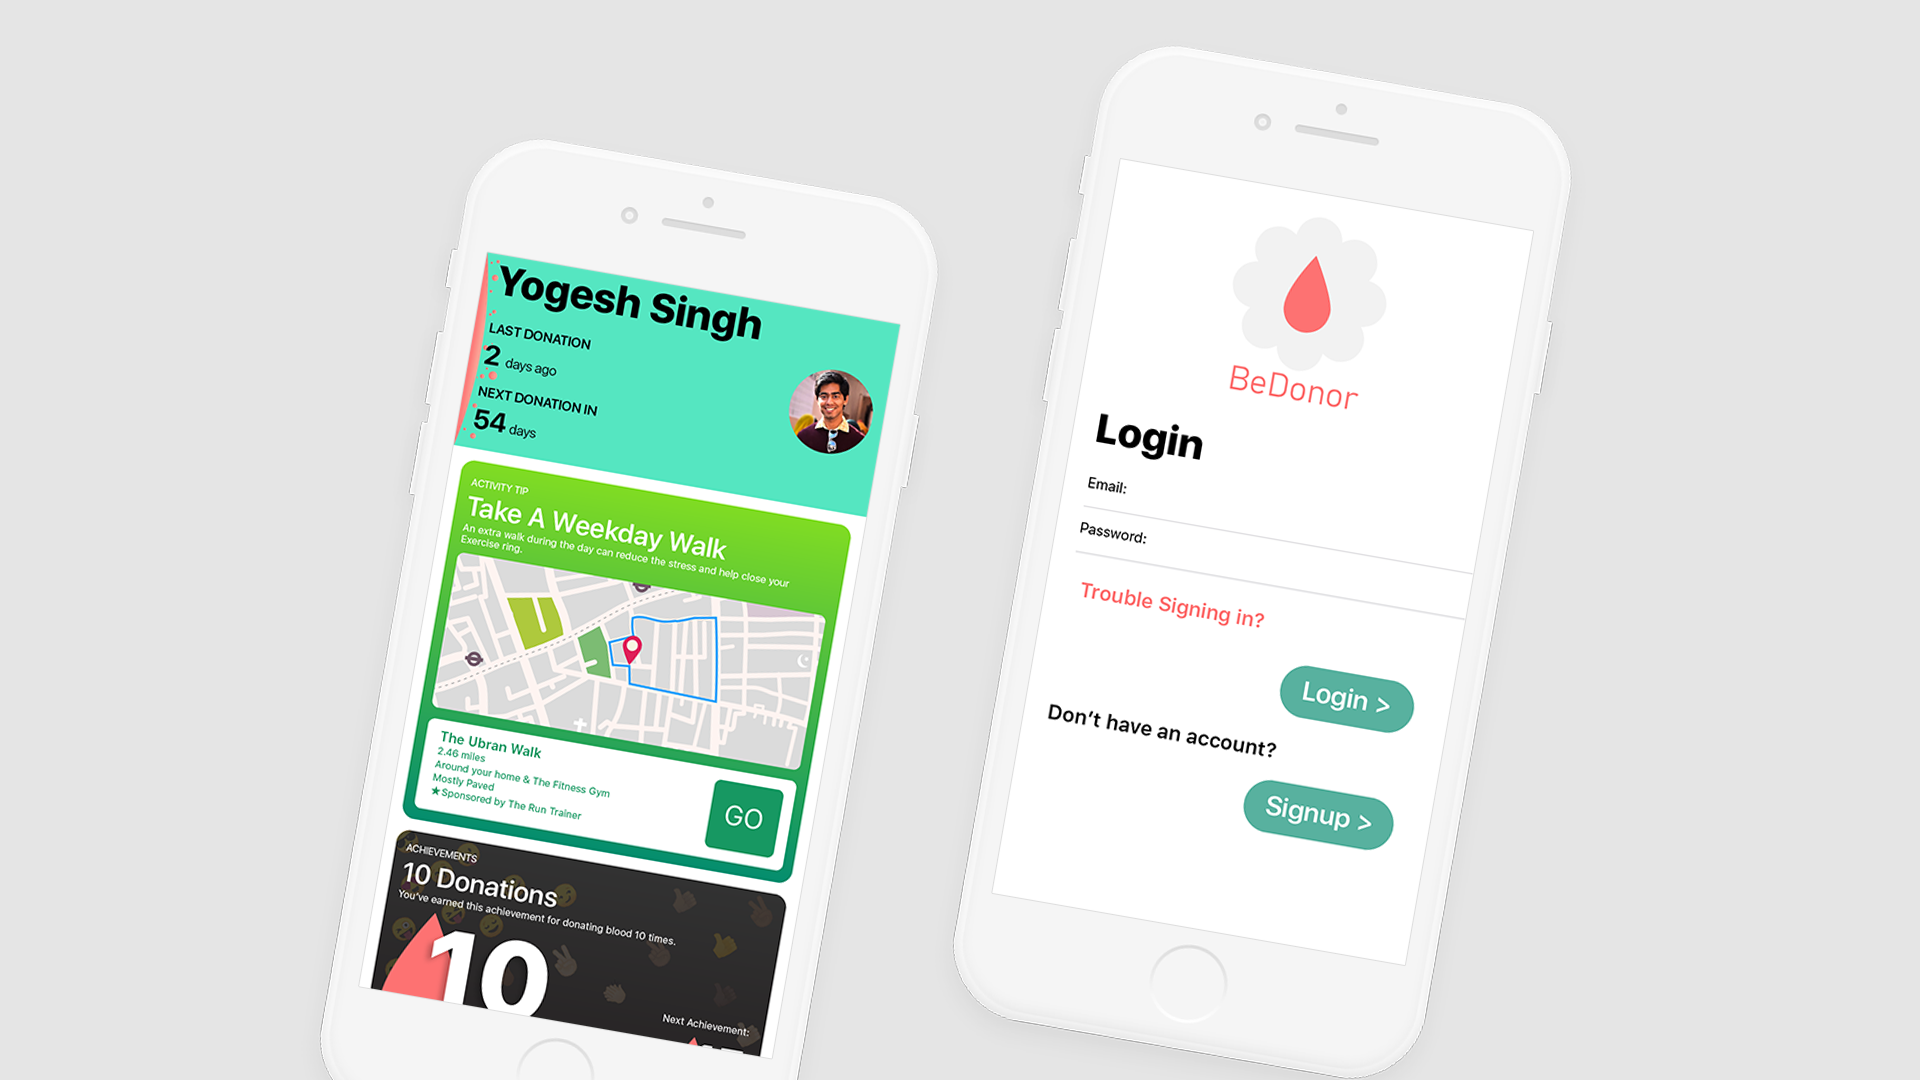 Yogesh Singh
LAST DONATION
2 days ago
NEXT DONATION IN
54 days
ACTIVITY TIP
Take A Weekday Walk
An extra walk during the day can reduce the stress and help close your
Exercise ring.
The Ubran Walk
2.46 miles
Around your home & The Fitness Gym
Mostly Paved
★Sponsored by The Run Trainer
GO
ACHIEVEMENTS
10 Donations
You've earned this achievement for donating blood 10 times.
10
Next Achievement:
BeDonor
Login
Email:
Password:
Trouble Signing in?
Login >
Don't have an account?
Signup >